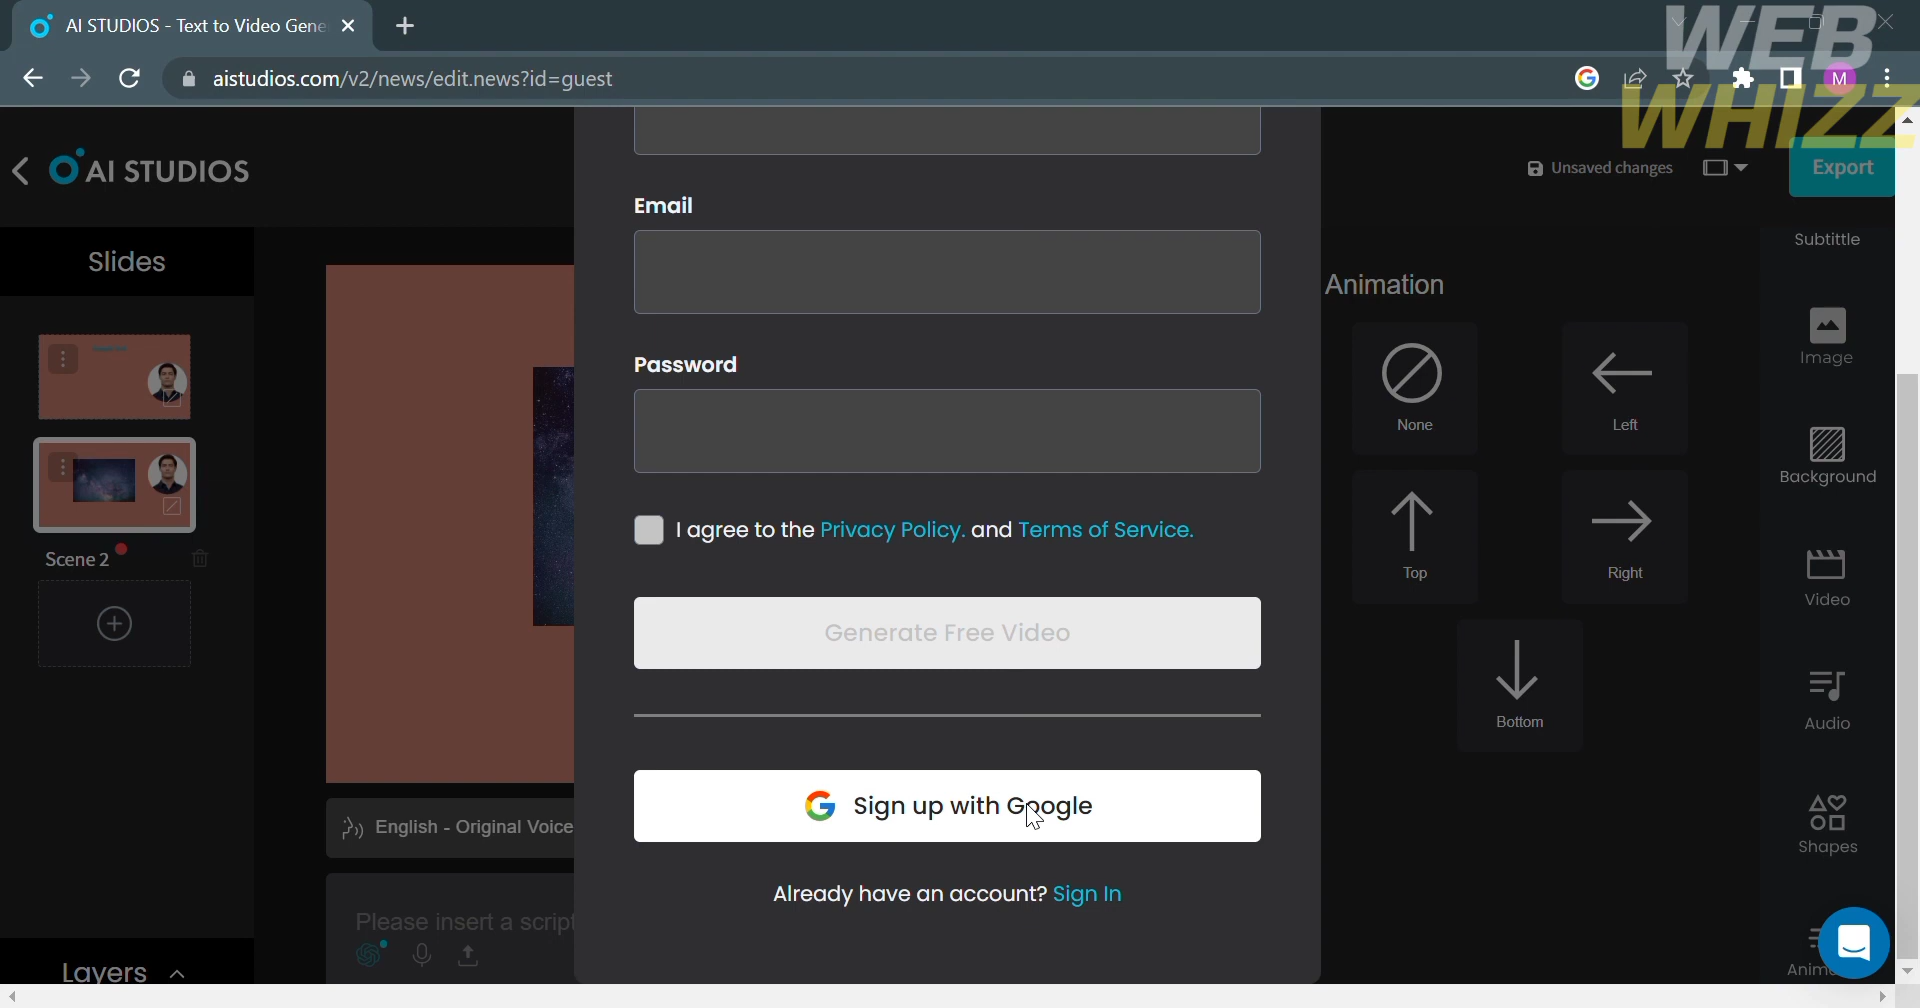 AI STUDIOS - Text to Video Gene
aistudios.com/v2/news/edit.news?id=guest
M
WEB
WHIZZ
AI STUDIOS
Unsaved changes
Export
Slides
Scene 2
Layers
English - Original Voice
Please insert a script
Email
Password
I agree to the Privacy Policy. and Terms of Service.
Generate Free Video
Sign up with Google
Already have an account? Sign In
Animation
None
Left
Top
Right
Bottom
Subtittle
Image
Background
Video
Audio
Shapes
Anim